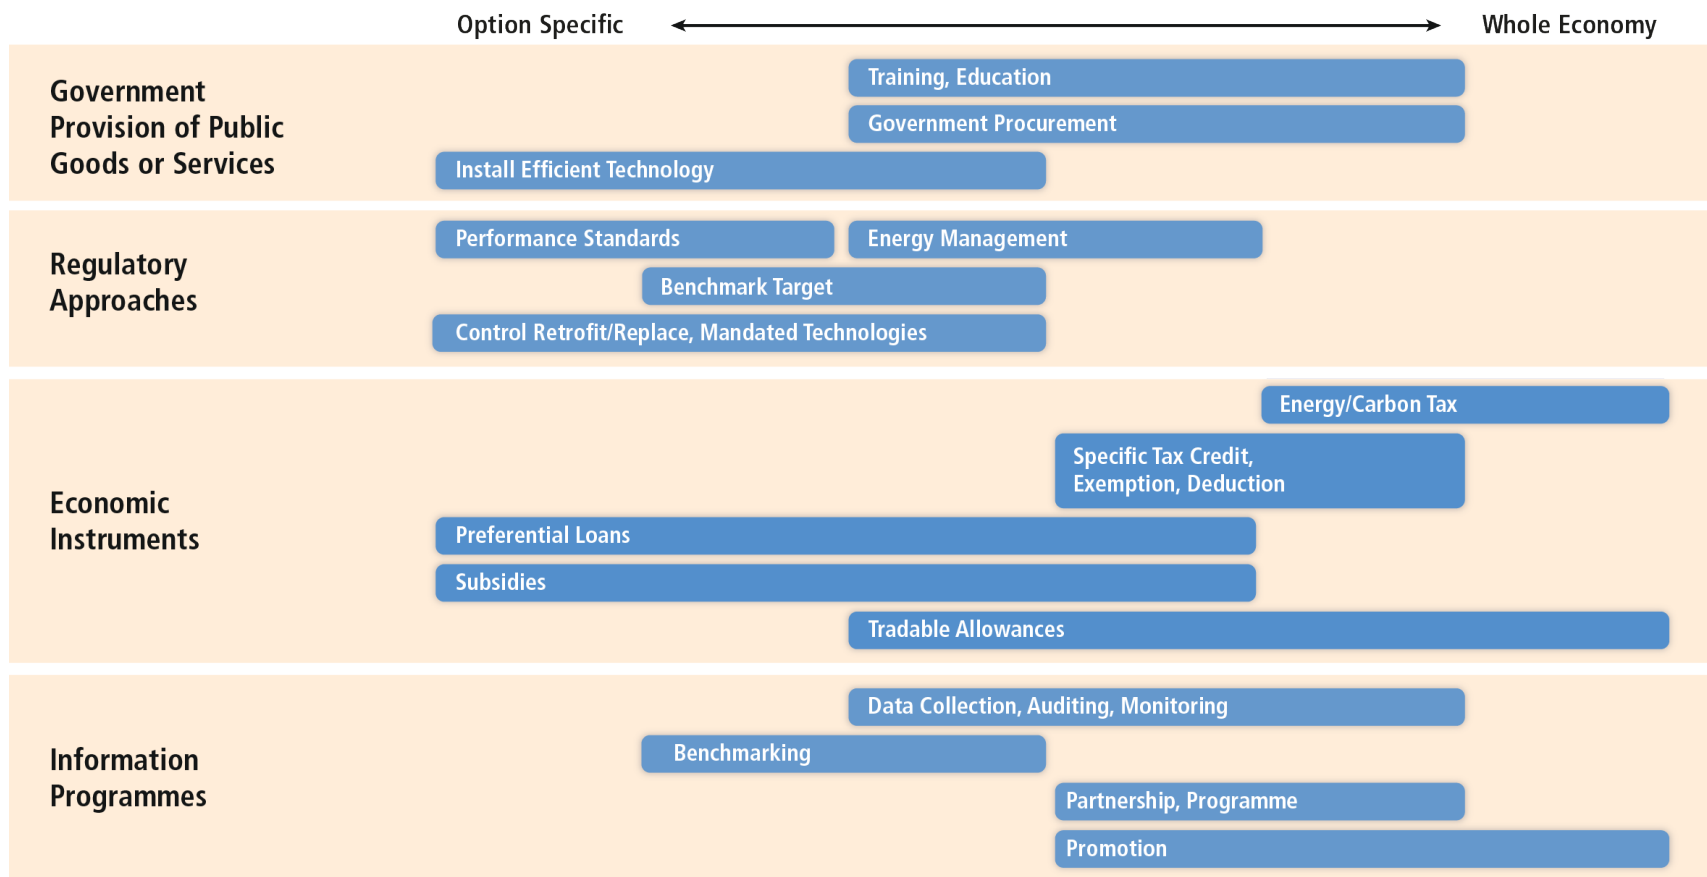 Option Specific
Whole Economy
Government
Provision of Public
Goods or Services
Training, Education
Government Procurement
Install Efficient Technology
Regulatory
Approaches
Performance Standards
Energy Management
Benchmark Target
Control Retrofit/Replace, Mandated Technologies
Economic
Instruments
Energy/Carbon Tax
Specific Tax Credit,
Exemption, Deduction
Preferential Loans
Subsidies
Tradable Allowances
Information
Programmes
Data Collection, Auditing, Monitoring
Benchmarking
Partnership, Programme
Promotion